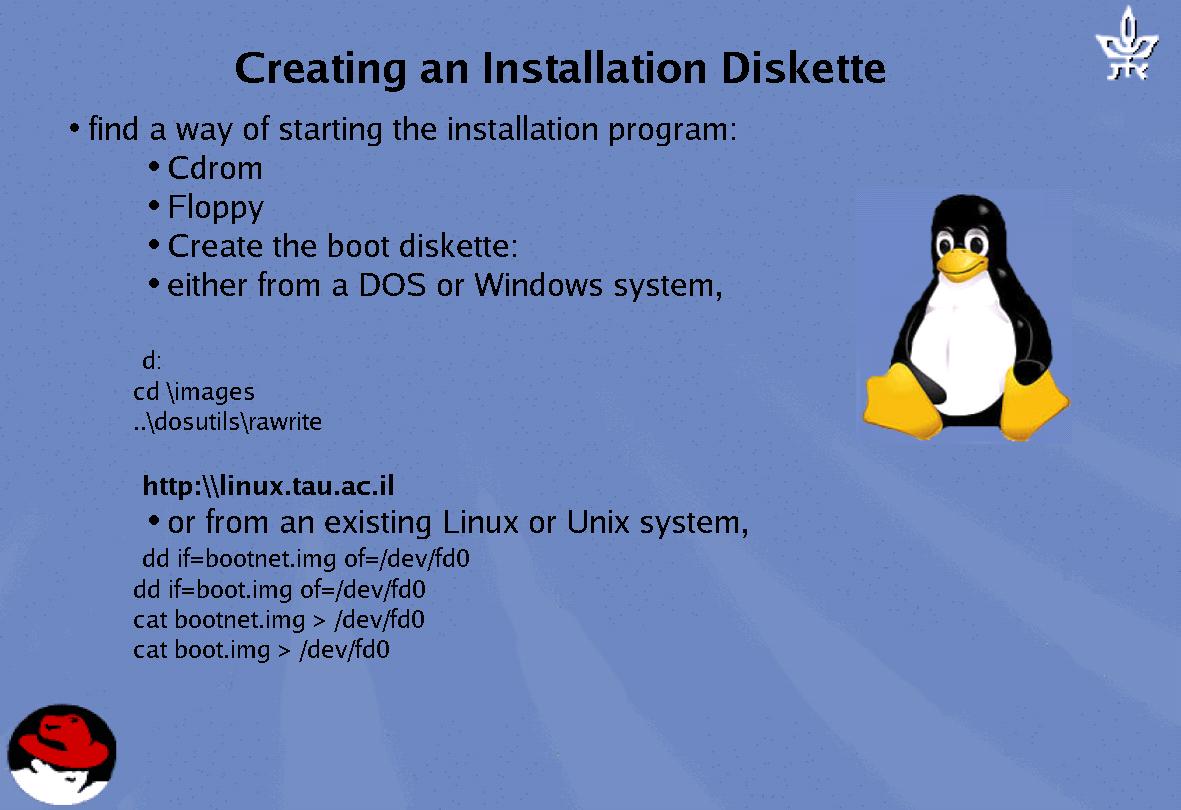 Creating an Installation Diskette
• find a way of starting the installation program:
• Cdrom
• Floppy
• Create the boot diskette:
• either from a DOS or Windows system,
d:
cd \images
..\dosutils\rawrite
http:\\linux.tau.ac.il
• or from an existing Linux or Unix system,
dd if=bootnet.img of=/dev/fd0
dd if=boot.img of=/dev/fd0
cat bootnet.img > /dev/fd0
cat boot.img > /dev/fd0